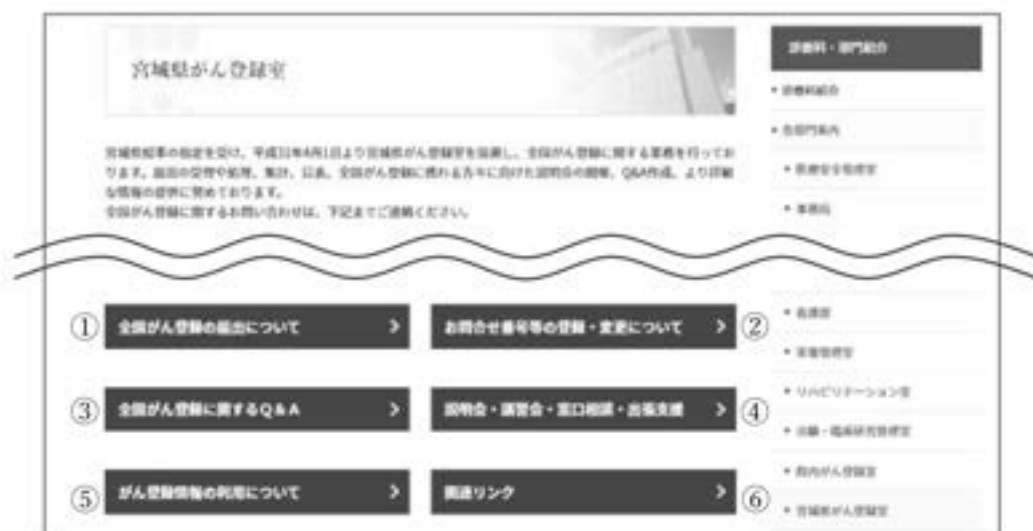 宮城県がん登録室
宮城県知事の指定を受け、平成31年4月1日より宮城県がん登録室を設置し、全国がん登録に関する業務を行ってお
ります。届出の受理や処理、集計、公表、全国がん登録に携わる方々に向けた説明会の開催、Q&A作成、より詳細
な情報の提供に努めております。
全国がん登録に関するお問い合わせは、下記までご連絡ください。
① 全国がん登録の届出について
お問合せ番号等の登録・変更について ②
③ 全国がん登録に関するQ&A
説明会・講習会・窓口相談・出張支援 ④
⑤ がん登録情報の利用について
関連リンク ⑥
診療科・部門紹介
診療科紹介
各部門案内
医療安全管理室
事務局
看護部
栄養管理室
リハビリテーション室
治験・臨床研究管理室
院内がん登録室
宮城県がん登録室